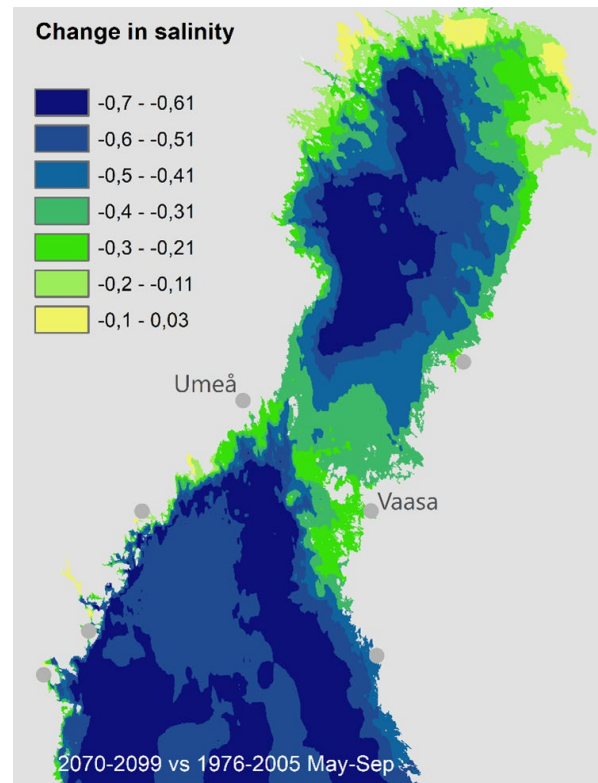 Change in salinity
-0,7 - -0,61
-0,6 - -0,51
-0,5 - -0,41
-0,4 - -0,31
-0,3 - -0,21
-0,2 - -0,11
-0,1 - 0,03
Umeå
Vaasa
2070-2099 vs 1976-2005 May-Sep